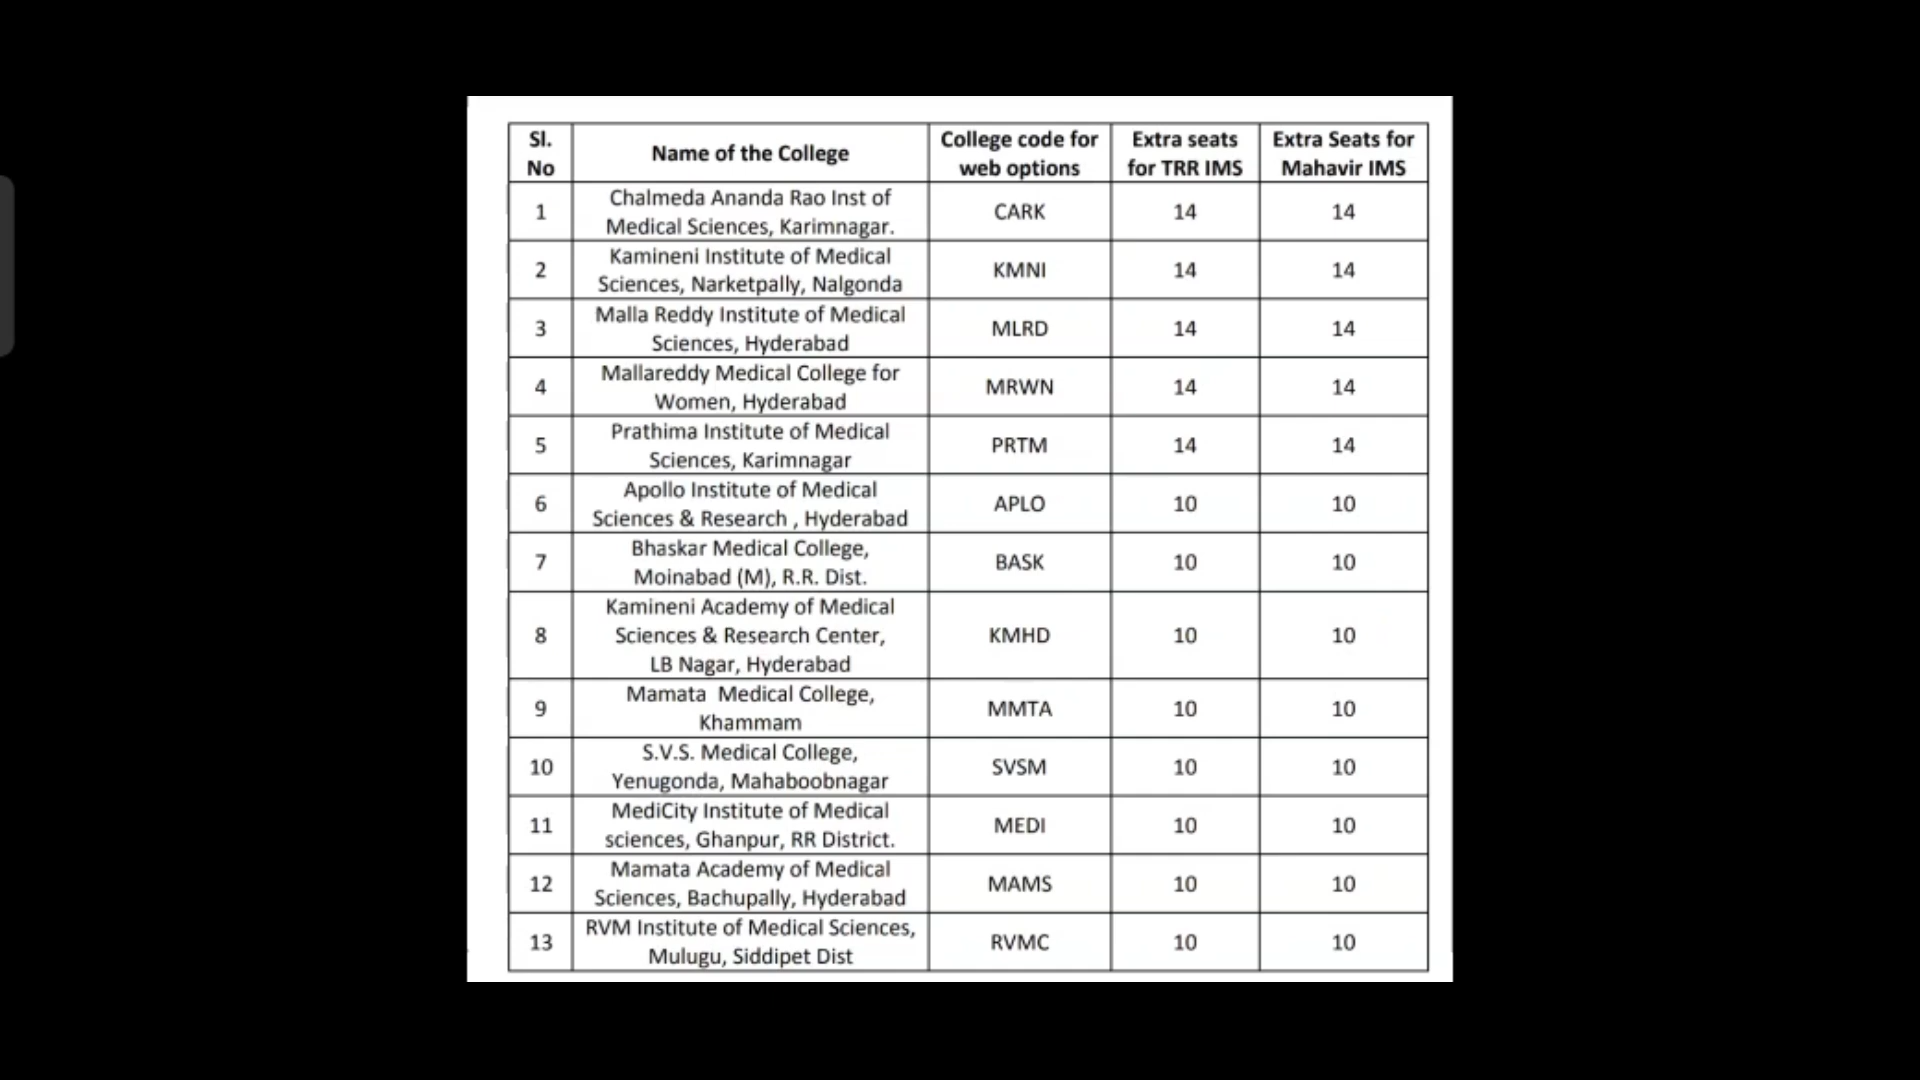 Sl. No | Name of the College | College code for web options | Extra seats for TRR IMS | Extra Seats for Mahavir IMS
1 | Chalmeda Ananda Rao Inst of Medical Sciences, Karimnagar. | CARK | 14 | 14
2 | Kamineni Institute of Medical Sciences, Narketpally, Nalgonda | KMNI | 14 | 14
3 | Malla Reddy Institute of Medical Sciences, Hyderabad | MLRD | 14 | 14
4 | Mallareddy Medical College for Women, Hyderabad | MRWN | 14 | 14
5 | Prathima Institute of Medical Sciences, Karimnagar | PRTM | 14 | 14
6 | Apollo Institute of Medical Sciences & Research , Hyderabad | APLO | 10 | 10
7 | Bhaskar Medical College, Moinabad (M), R.R. Dist. | BASK | 10 | 10
8 | Kamineni Academy of Medical Sciences & Research Center, LB Nagar, Hyderabad | KMHD | 10 | 10
9 | Mamata Medical College, Khammam | MMTA | 10 | 10
10 | S.V.S. Medical College, Yenugonda, Mahaboobnagar | SVSM | 10 | 10
11 | MediCity Institute of Medical sciences, Ghanpur, RR District. | MEDI | 10 | 10
12 | Mamata Academy of Medical Sciences, Bachupally, Hyderabad | MAMS | 10 | 10
13 | RVM Institute of Medical Sciences, Mulugu, Siddipet Dist | RVMC | 10 | 10